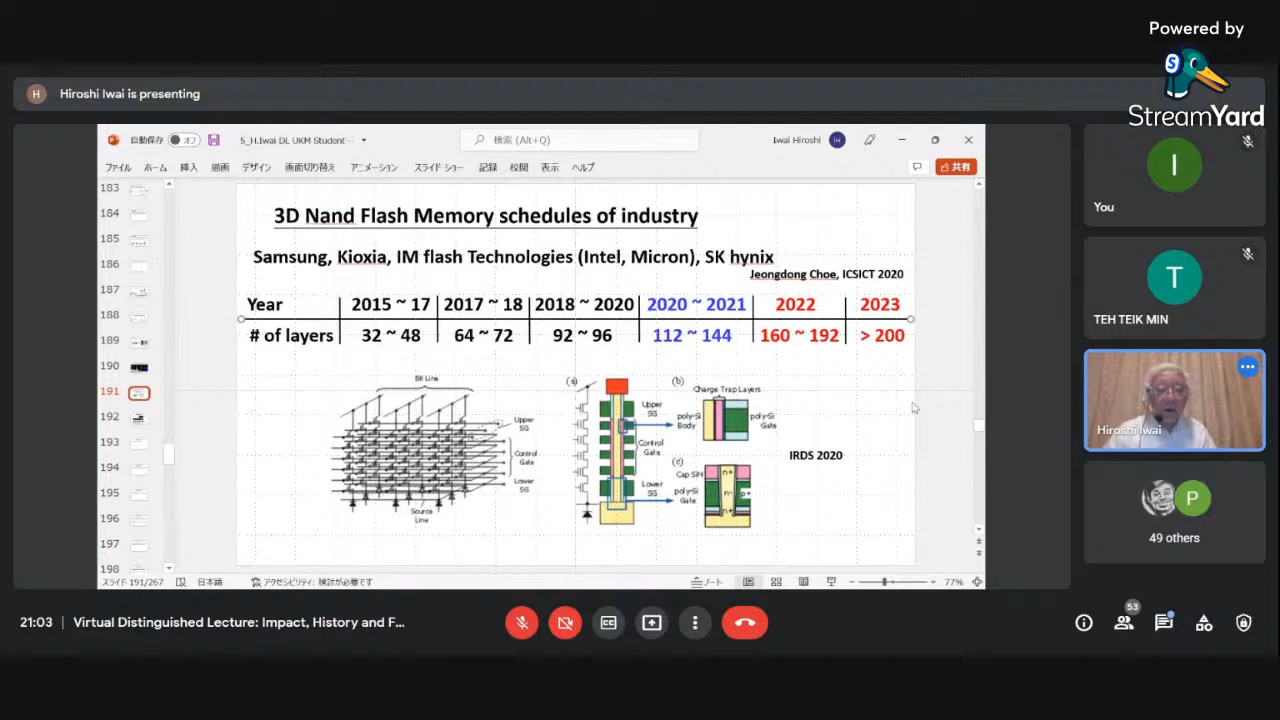 Powered by
StreamYard
H Hiroshi Iwai is presenting
自動保存 オフ 5_H.Iwai DL UKM Student 検索 (Alt+Q) Iwai Hiroshi IH
ファイル ホーム 挿入 描画 デザイン 画面切り替え アニメーション スライド ショー 記録 校閲 表示 ヘルプ 共有
183
184
185
186
187
188
189
190
191
192
193
194
195
196
197
198
3D Nand Flash Memory schedules of industry
Samsung, Kioxia, IM flash Technologies (Intel, Micron), SK hynix
Jeongdong Choe, ICSICT 2020
Year 2015 ~ 17 2017 ~ 18 2018 ~ 2020 2020 ~ 2021 2022 2023
# of layers 32 ~ 48 64 ~ 72 92 ~ 96 112 ~ 144 160 ~ 192 > 200
Bit Line
Upper
SG
Control
Gate
Lower
SG
Source
Line
(a)
Upper
SG
Control
Gate
Lower
SG
(b)
Charge Trap Layers
poly-Si
Body
poly-Si
Gate
(c)
Cap SiN
poly-Si
Gate
n+
n-
p+
n+
IRDS 2020
スライド 191/267 日本語 アクセシビリティ: 検討が必要です ノート 77%
I
You
T
TEH TEIK MIN
Hiroshi Iwai
P
49 others
21:03 | Virtual Distinguished Lecture: Impact, History and F...
53